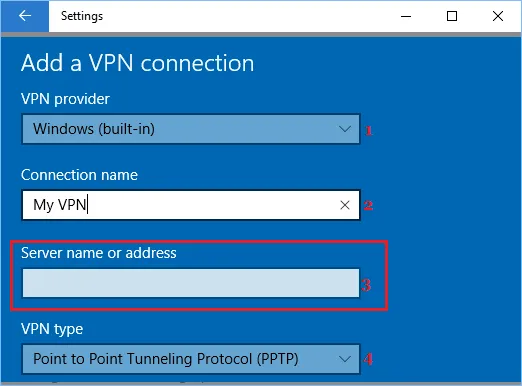 Settings
Add a VPN connection
VPN provider
Windows (built-in) 1
Connection name
My VPN 2
Server name or address
3
VPN type
Point to Point Tunneling Protocol (PPTP) 4